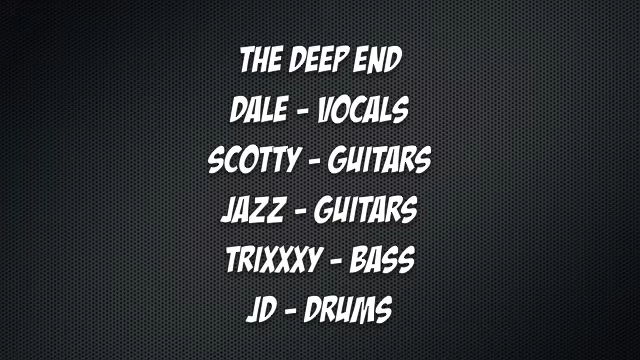 THE DEEP END
DALE - VOCALS
SCOTTY - GUITARS
JAZZ - GUITARS
TRIXXXY - BASS
JD - DRUMS